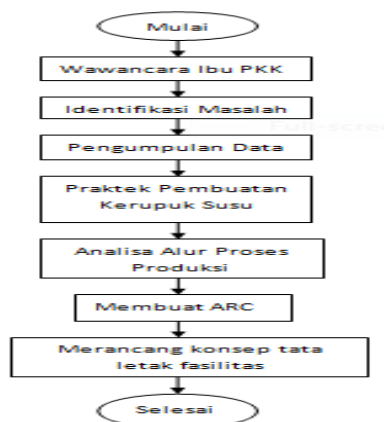 Mulai
Wawancara Ibu PKK
Identifikasi Masalah
Pengumpulan Data
Praktek Pembuatan
Kerupuk Susu
Analisa Alur Proses
Produksi
Membuat ARC
Merancang konsep tata
letak fasilitas
Selesai